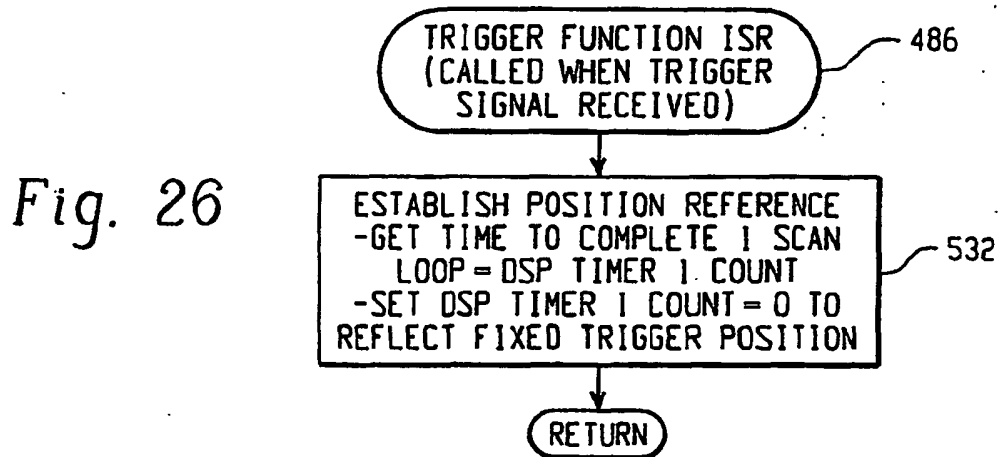 TRIGGER FUNCTION ISR
(CALLED WHEN TRIGGER
SIGNAL RECEIVED)
486
Fig. 26
ESTABLISH POSITION REFERENCE
-GET TIME TO COMPLETE 1 SCAN
LOOP = DSP TIMER 1 COUNT
-SET DSP TIMER 1 COUNT = 0 TO
REFLECT FIXED TRIGGER POSITION
532
RETURN